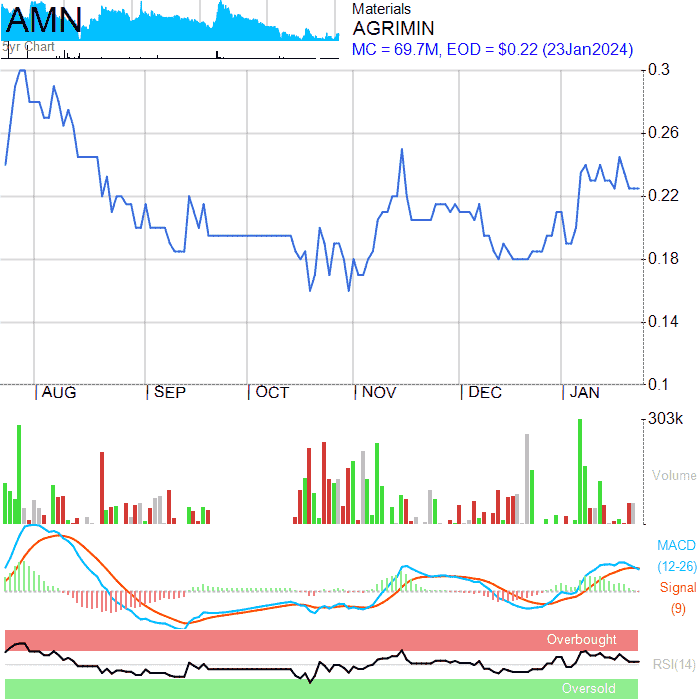 AMN
5yr Chart
Materials
AGRIMIN
MC = 69.7M, EOD = $0.22 (23Jan2024)
0.3
0.26
0.22
0.18
0.14
0.1
AUG SEP OCT NOV DEC JAN
303k
Volume
MACD
(12-26)
Signal
(9)
Overbought
RSI(14)
Oversold